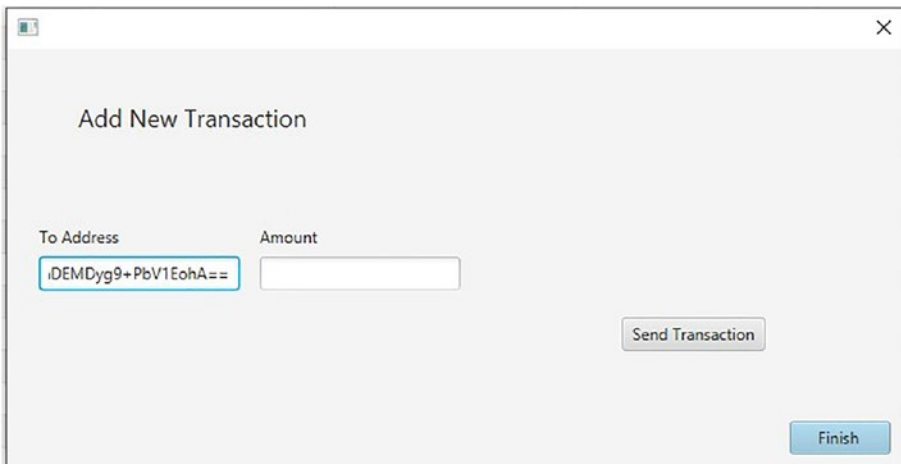 Add New Transaction
To Address
Amount
DEMDyg9+PbV1EohA==
Send Transaction
Finish